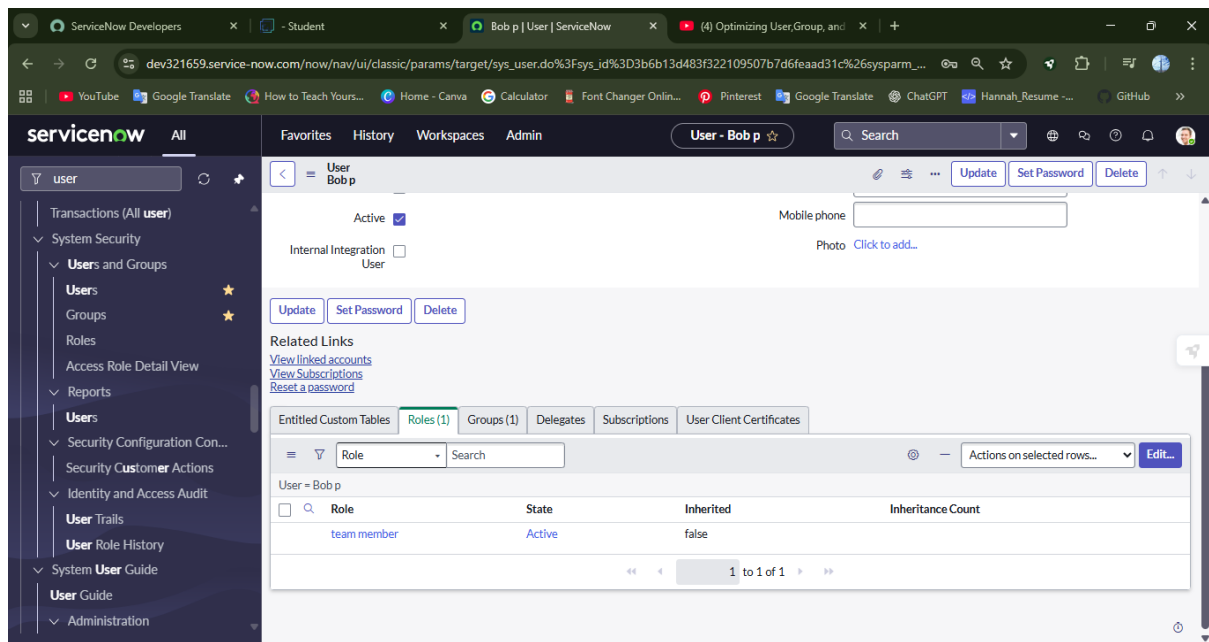 ServiceNow Developers
- Student
Bob p | User | ServiceNow
(4) Optimizing User,Group, and
dev321659.service-now.com/now/nav/ui/classic/params/target/sys_user.do%3Fsys_id%3D3b6b13d483f322109507b7d6feaad31c%26sysparm_...
YouTube Google Translate How to Teach Yours... Home - Canva Calculator Font Changer Onlin... Pinterest Google Translate ChatGPT Hannah_Resume -... GitHub »
servicenow All Favorites History Workspaces Admin User - Bob p Search
user
Transactions (All user)
System Security
Users and Groups
Users
Groups
Roles
Access Role Detail View
Reports
Users
Security Configuration Con...
Security Customer Actions
Identity and Access Audit
User Trails
User Role History
System User Guide
User Guide
Administration
User
Bob p
Update Set Password Delete
Active
Mobile phone
Internal Integration
User
Photo Click to add...
Update Set Password Delete
Related Links
View linked accounts
View Subscriptions
Reset a password
Entitled Custom Tables Roles (1) Groups (1) Delegates Subscriptions User Client Certificates
Role Search Actions on selected rows... Edit...
User = Bob p
Role State Inherited Inheritance Count
team member Active false
1 to 1 of 1